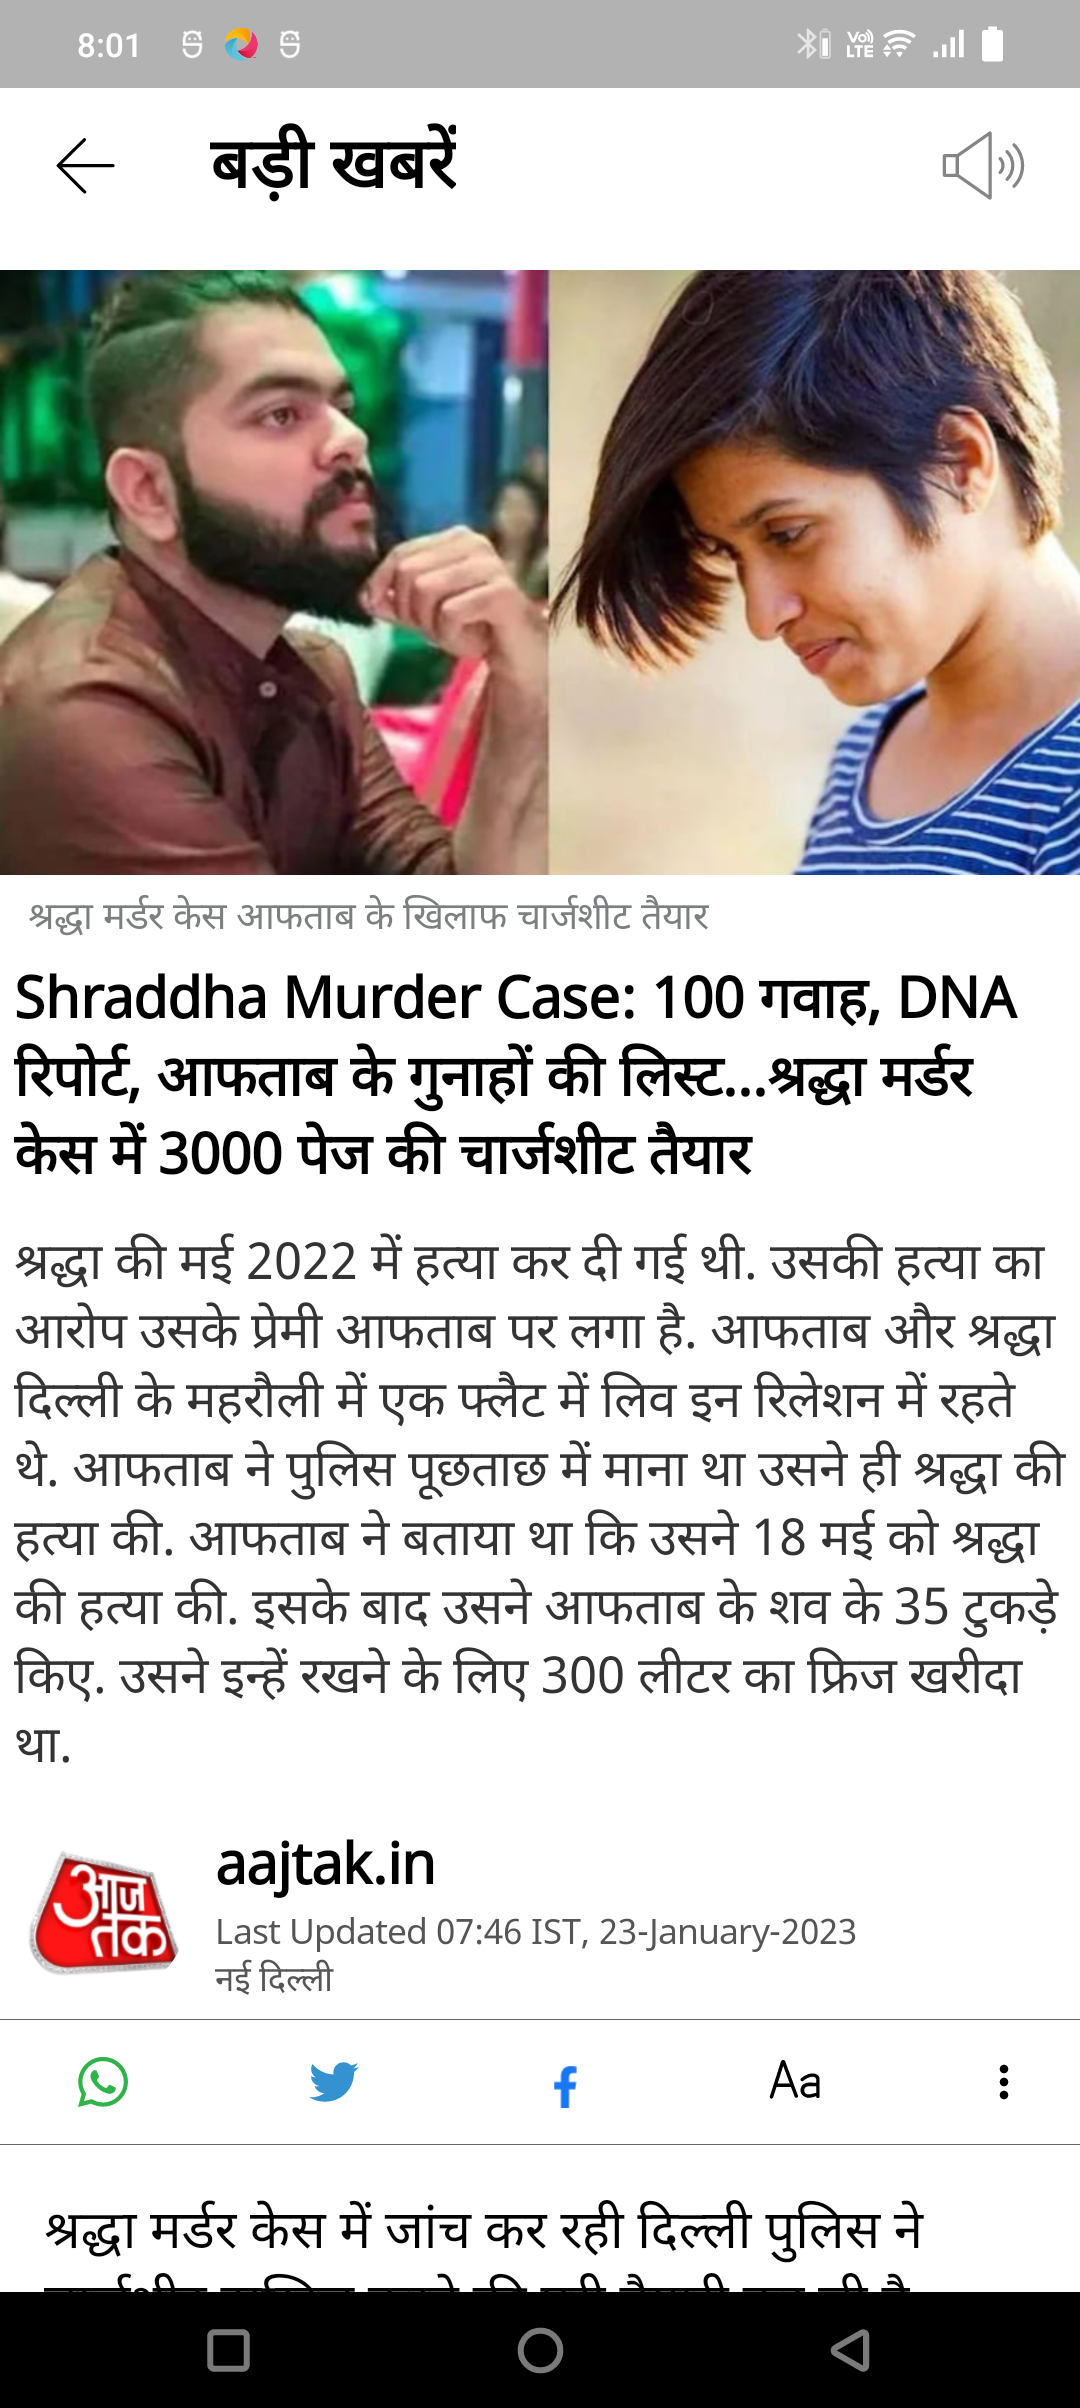 8:01
Vo) LTE
बड़ी खबरें
श्रद्धा मर्डर केस आफताब के खिलाफ चार्जशीट तैयार
Shraddha Murder Case: 100 गवाह, DNA
रिपोर्ट, आफताब के गुनाहों की लिस्ट...श्रद्धा मर्डर
केस में 3000 पेज की चार्जशीट तैयार
श्रद्धा की मई 2022 में हत्या कर दी गई थी. उसकी हत्या का
आरोप उसके प्रेमी आफताब पर लगा है. आफताब और श्रद्धा
दिल्ली के महरौली में एक फ्लैट में लिव इन रिलेशन में रहते
थे. आफताब ने पुलिस पूछताछ में माना था उसने ही श्रद्धा की
हत्या की. आफताब ने बताया था कि उसने 18 मई को श्रद्धा
की हत्या की. इसके बाद उसने आफताब के शव के 35 टुकड़े
किए. उसने इन्हें रखने के लिए 300 लीटर का फ्रिज खरीदा
था.
आज तक
aajtak.in
Last Updated 07:46 IST, 23-January-2023
नई दिल्ली
Aa
श्रद्धा मर्डर केस में जांच कर रही दिल्ली पुलिस ने